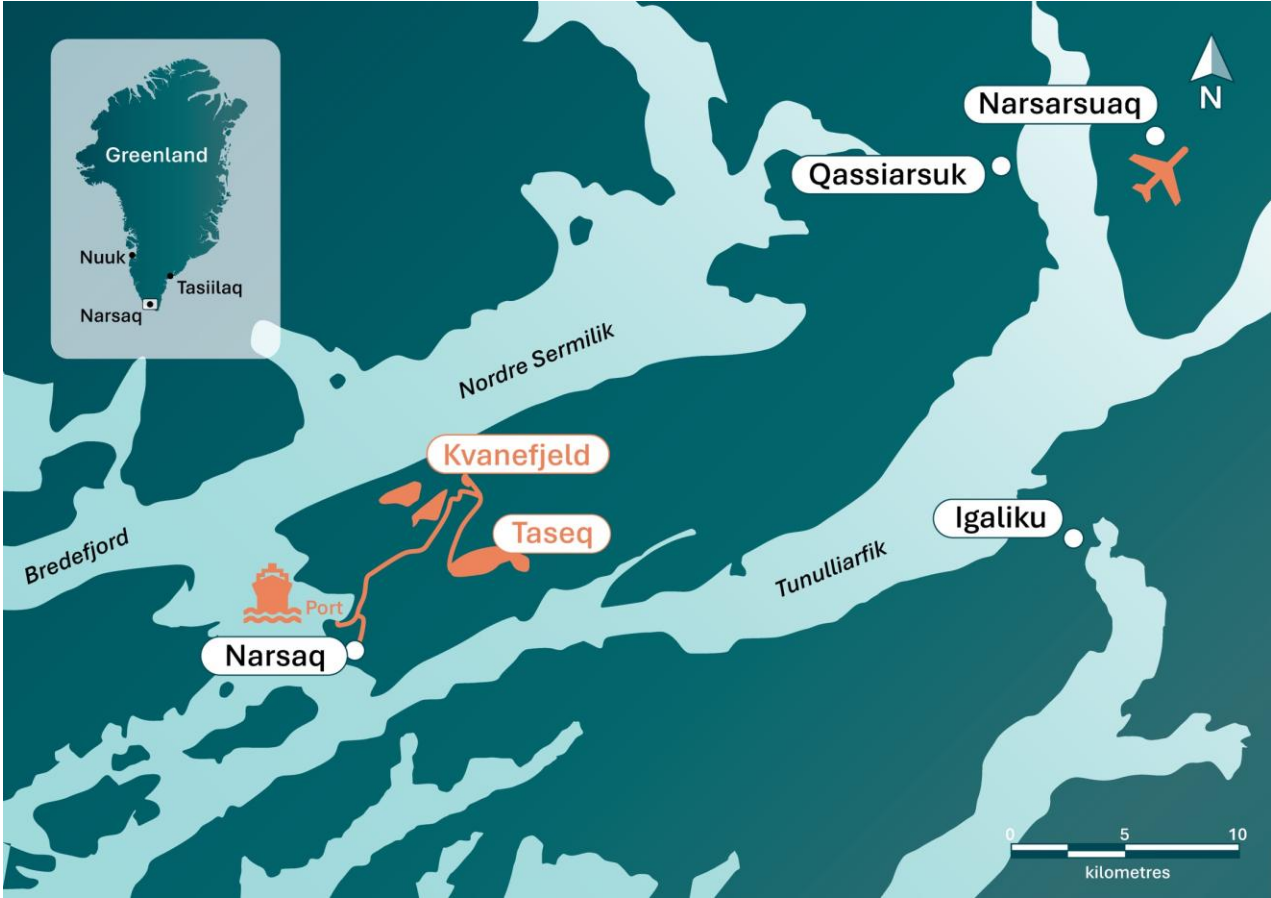 Greenland
Nuuk
Tasiilaq
Narsaq
N
Narsarsuaq
Qassiarsuk
Nordre Sermilik
Kvanefjeld
Taseq
Igaliku
Bredefjord
Tunulliarfik
Port
Narsaq
0 5 10
kilometres